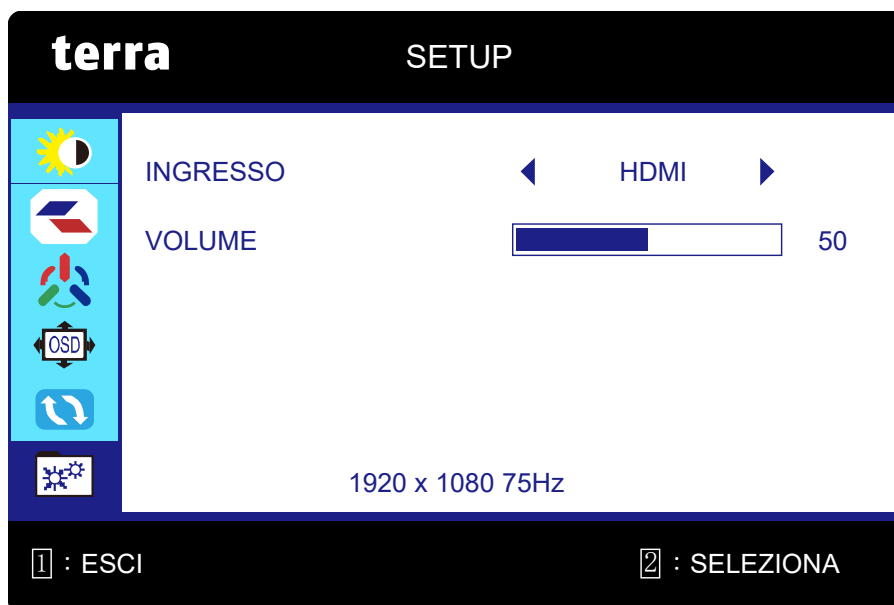 terra SETUP
INGRESSO HDMI
VOLUME 50
OSD
1920 x 1080 75Hz
1 : ESCI 2 : SELEZIONA